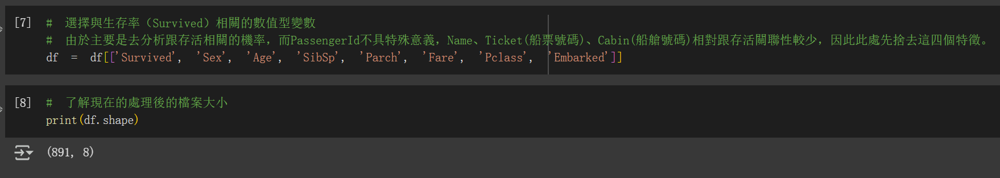 [7] # 選擇與生存率（Survived）相關的數值型變數
# 由於主要是去分析跟存活相關的機率，而PassengerId不具特殊意義，Name、Ticket(船票號碼)、Cabin(船艙號碼)相對跟存活關聯性較少，因此此處先捨去這四個特徵。
df = df[['Survived', 'Sex', 'Age', 'SibSp', 'Parch', 'Fare', 'Pclass', 'Embarked']]
[8] # 了解現在的處理後的檔案大小
print(df.shape)
(891, 8)